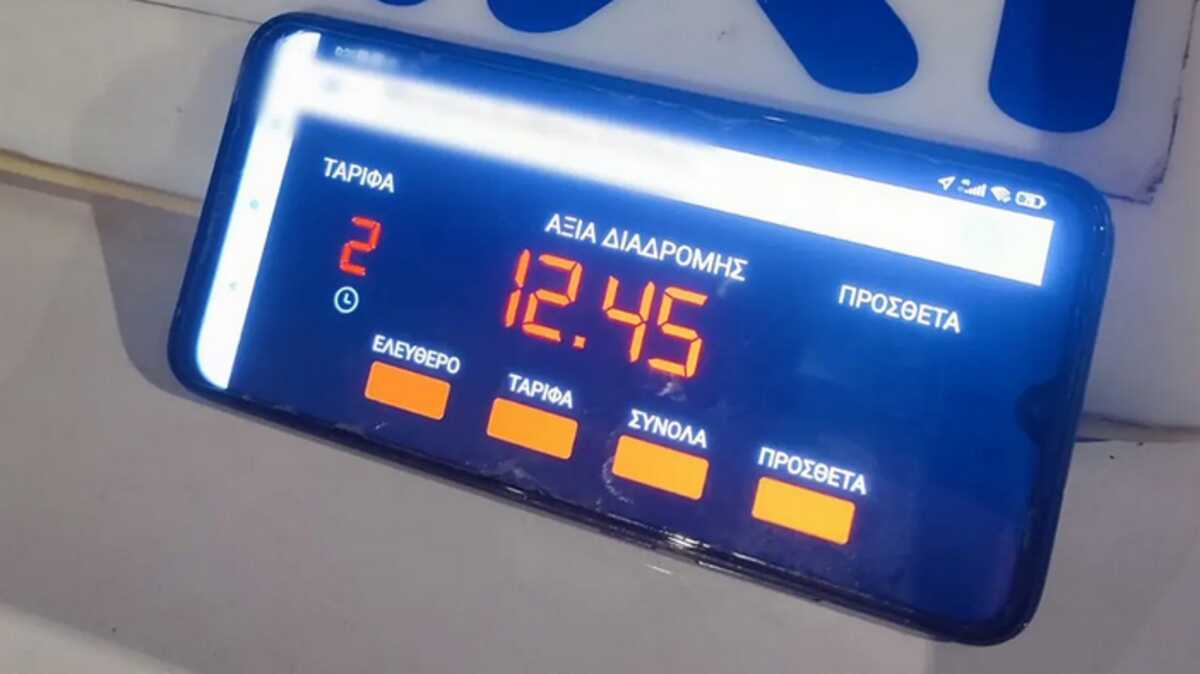 ΤΑΡΙΦΑ
2
ΑΞΙΑ ΔΙΑΔΡΟΜΗΣ
12.45
ΠΡΟΣΘΕΤΑ
ΕΛΕΥΘΕΡΟ
ΤΑΡΙΦΑ
ΣΥΝΟΛΑ
ΠΡΟΣΘΕΤΑ